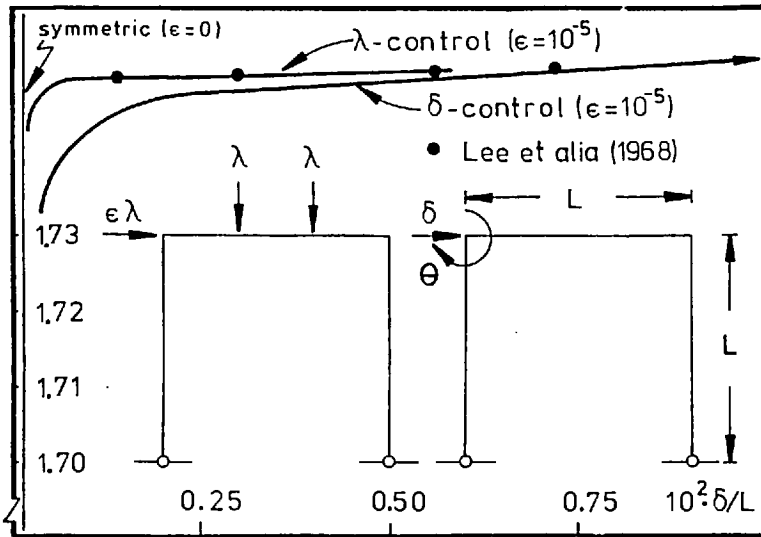 symmetric (ϵ=0)
λ-control (ϵ=10⁻⁵)
δ-control (ϵ=10⁻⁵)
● Lee et alia (1968)
λ λ
L
ϵλ
δ
1.73
θ
1.72
L
1.71
1.70
0.25 0.50 0.75 10²·δ/L